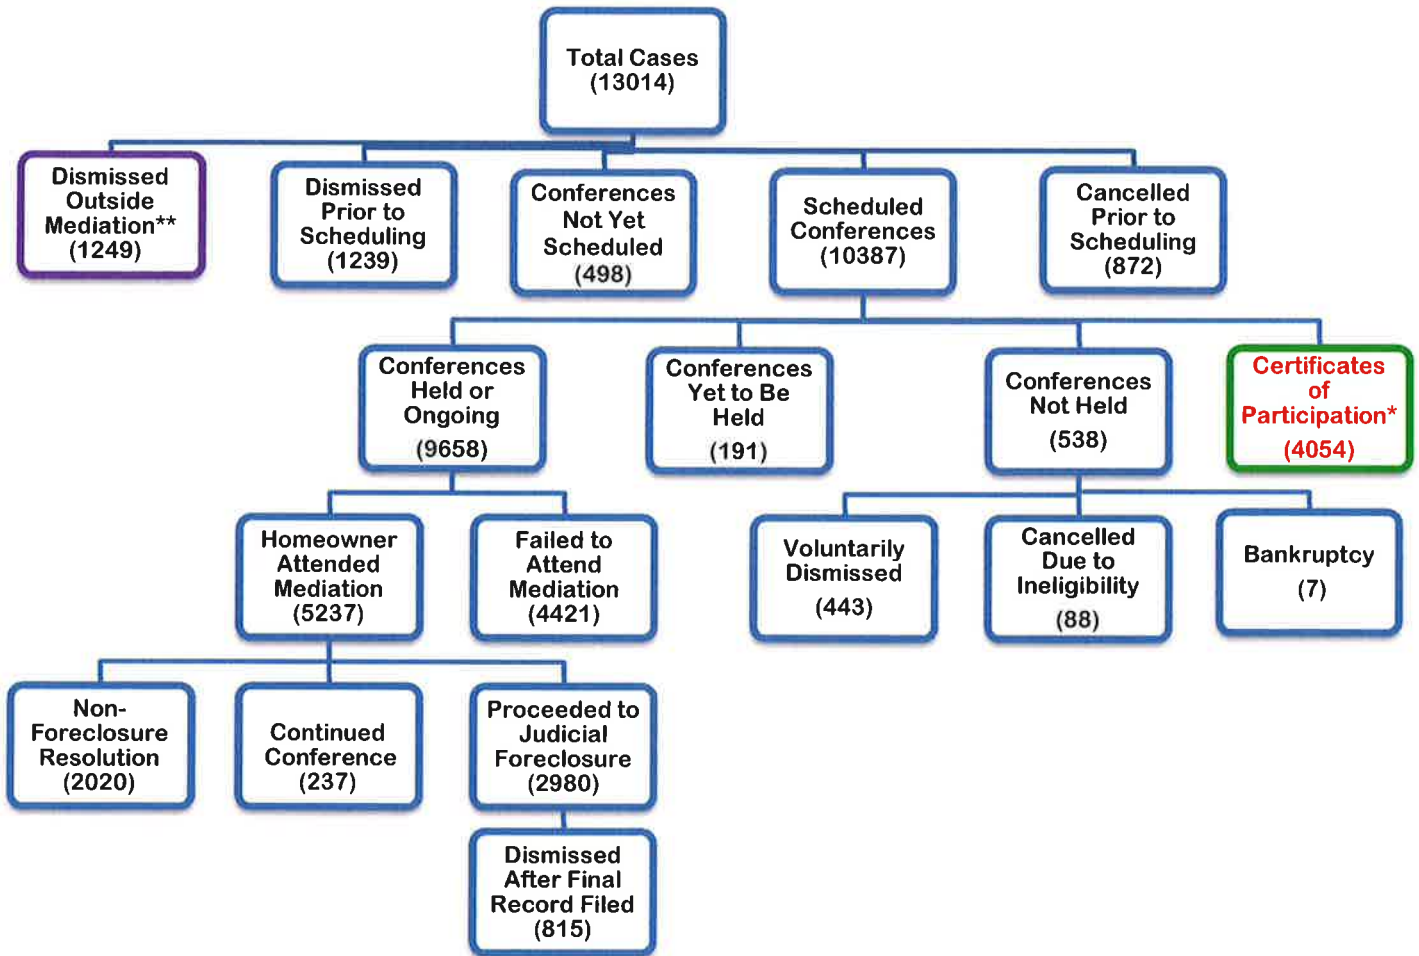 Total Cases
(13014)
Dismissed
Outside
Mediation**
(1249)
Dismissed
Prior to
Scheduling
(1239)
Conferences
Not Yet
Scheduled
(498)
Scheduled
Conferences
(10387)
Cancelled
Prior to
Scheduling
(872)
Conferences
Held or
Ongoing
(9658)
Conferences
Yet to Be
Held
(191)
Conferences
Not Held
(538)
Certificates
of
Participation*
(4054)
Homeowner
Attended
Mediation
(5237)
Failed to
Attend
Mediation
(4421)
Voluntarily
Dismissed
(443)
Cancelled
Due to
Ineligibility
(88)
Bankruptcy
(7)
Non-
Foreclosure
Resolution
(2020)
Continued
Conference
(237)
Proceeded to
Judicial
Foreclosure
(2980)
Dismissed
After Final
Record Filed
(815)